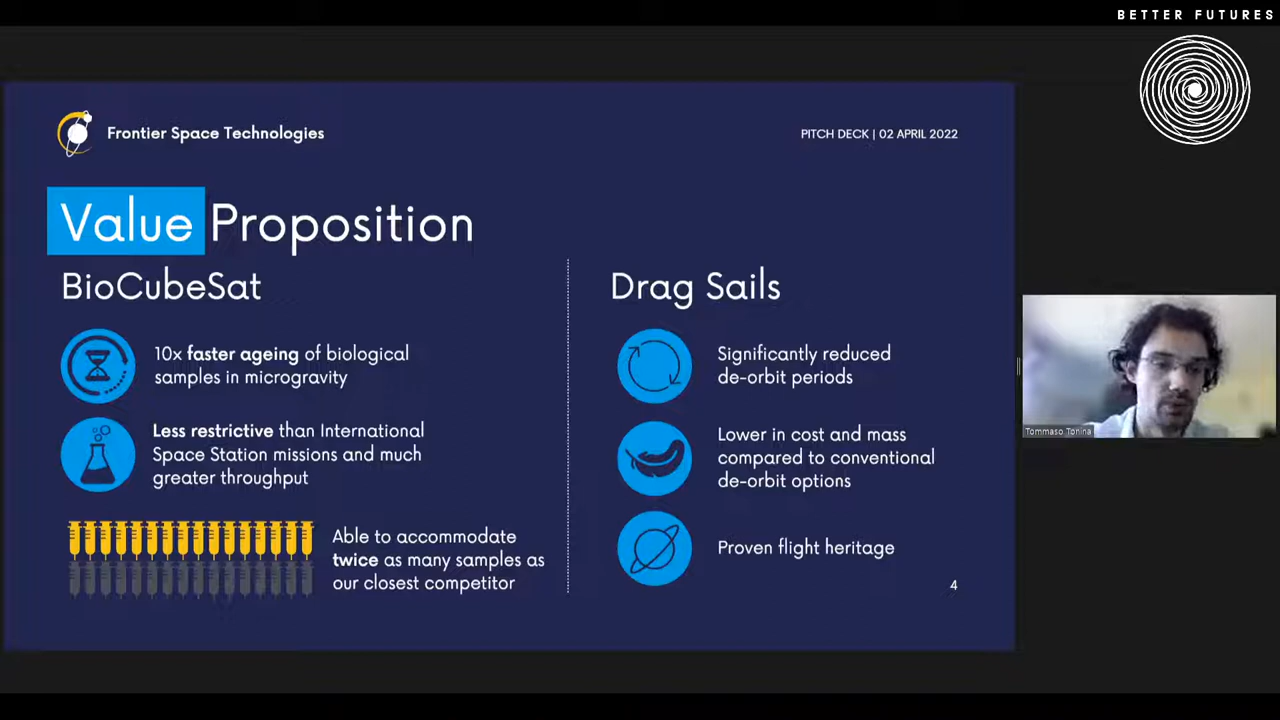 BETTER FUTURES
Frontier Space Technologies
PITCH DECK | 02 APRIL 2022
Value Proposition
BioCubeSat
10x faster ageing of biological
samples in microgravity
Less restrictive than International
Space Station missions and much
greater throughput
Able to accommodate
twice as many samples as
our closest competitor
Drag Sails
Significantly reduced
de-orbit periods
Lower in cost and mass
compared to conventional
de-orbit options
Proven flight heritage
4
Tommaso Tonina